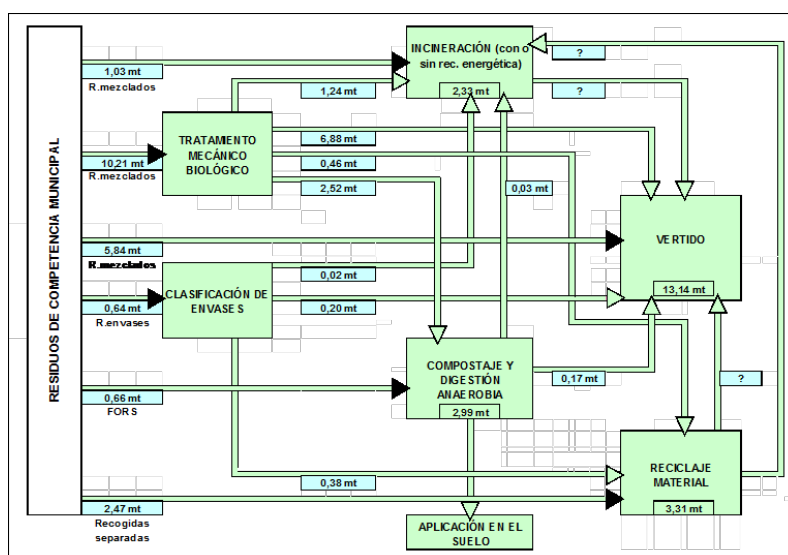 RESIDUOS DE COMPETENCIA MUNICIPAL
1,03 mt
R.mezclados
10,21 mt
R.mezclados
5,84 mt
R.mezclados
0,64 mt
R.envases
0,66 mt
FORS
2,47 mt
Recogidas
separadas
TRATAMIENTO
MECÁNICO
BIOLÓGICO
CLASIFICACIÓN DE
ENVASES
1,24 mt
6,88 mt
0,46 mt
2,52 mt
0,02 mt
0,20 mt
0,38 mt
INCINERACIÓN (con o
sin rec. energética)
2,33 mt
?
?
0,03 mt
VERTIDO
13,14 mt
COMPOSTAJE Y
DIGESTIÓN
ANAEROBIA
2,99 mt
0,17 mt
?
RECICLAJE
MATERIAL
3,31 mt
APLICACIÓN EN EL
SUELO